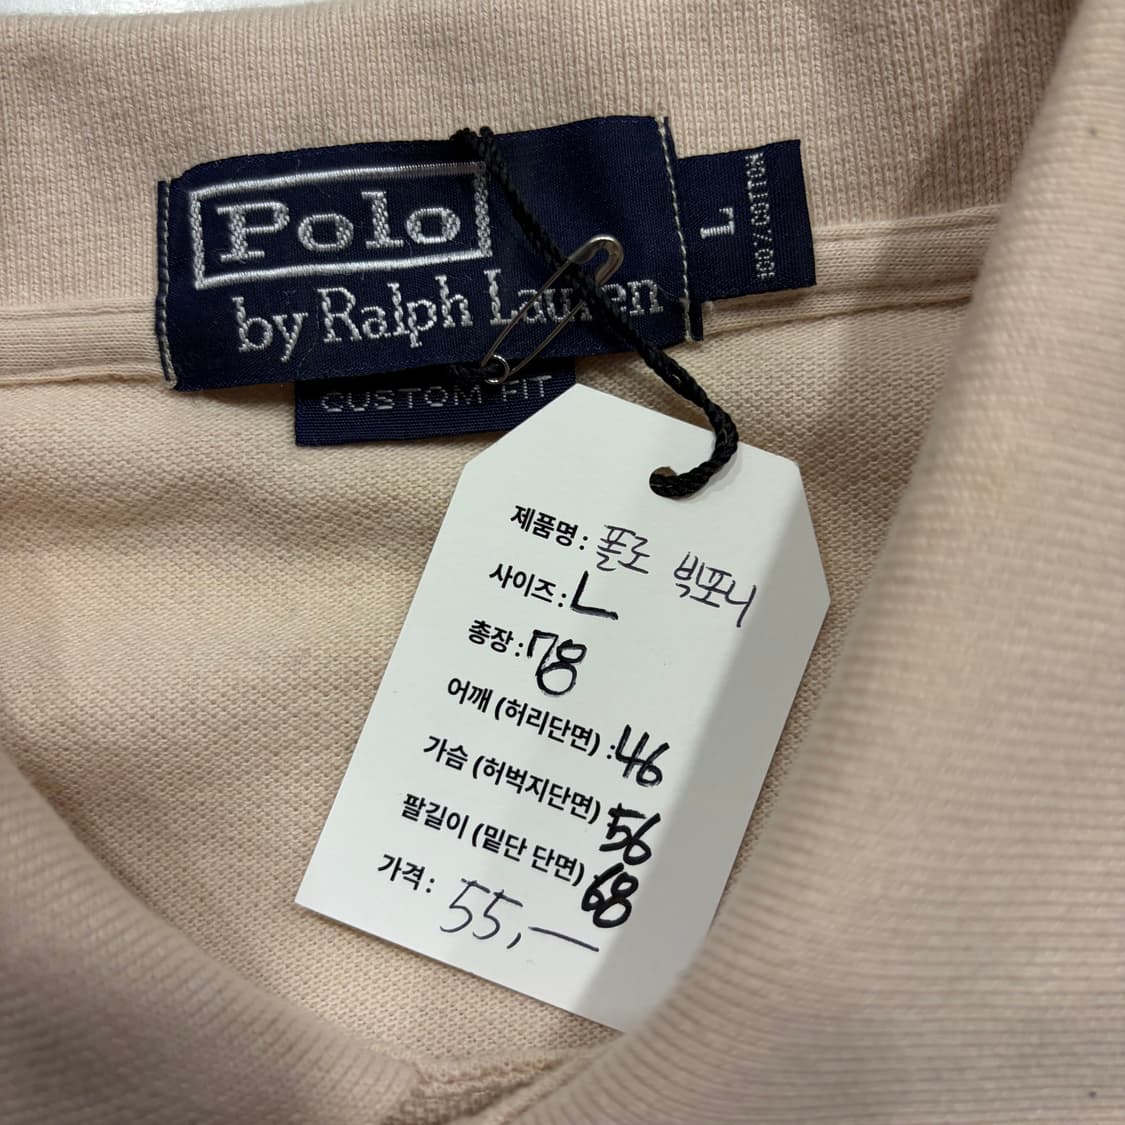 Polo
by Ralph Lauren
L
100% COTTON
CUSTOM FIT
제품명 : 폴로 빅포니
사이즈 : L
총장 : 78
어깨 (허리단면) : 46
가슴 (허벅지단면) 56
팔길이 (밑단 단면) 68
가격 : 55,—